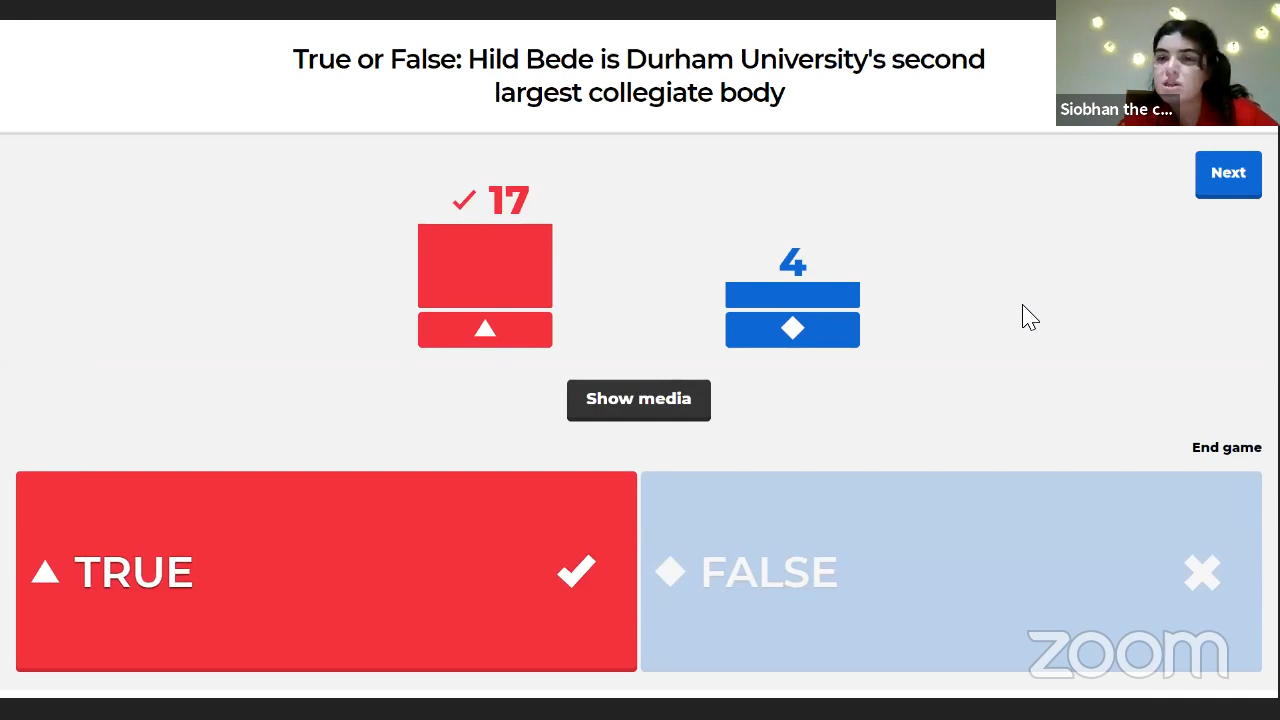 True or False: Hild Bede is Durham University's second
largest collegiate body
Siobhan the c...
Next
17
4
Show media
End game
TRUE
FALSE
zoom